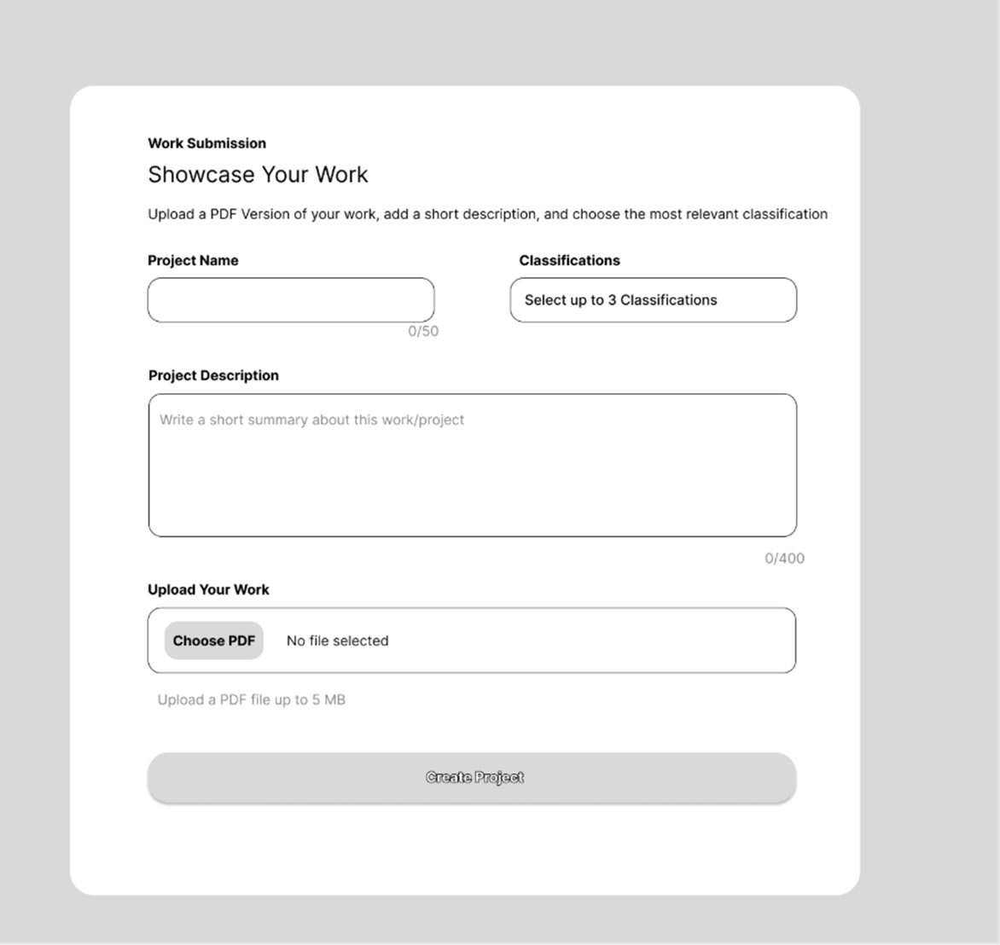 Work Submission
Showcase Your Work
Upload a PDF Version of your work, add a short description, and choose the most relevant classification
Project Name
Classifications
Select up to 3 Classifications
0/50
Project Description
Write a short summary about this work/project
0/400
Upload Your Work
Choose PDF
No file selected
Upload a PDF file up to 5 MB
Create Project